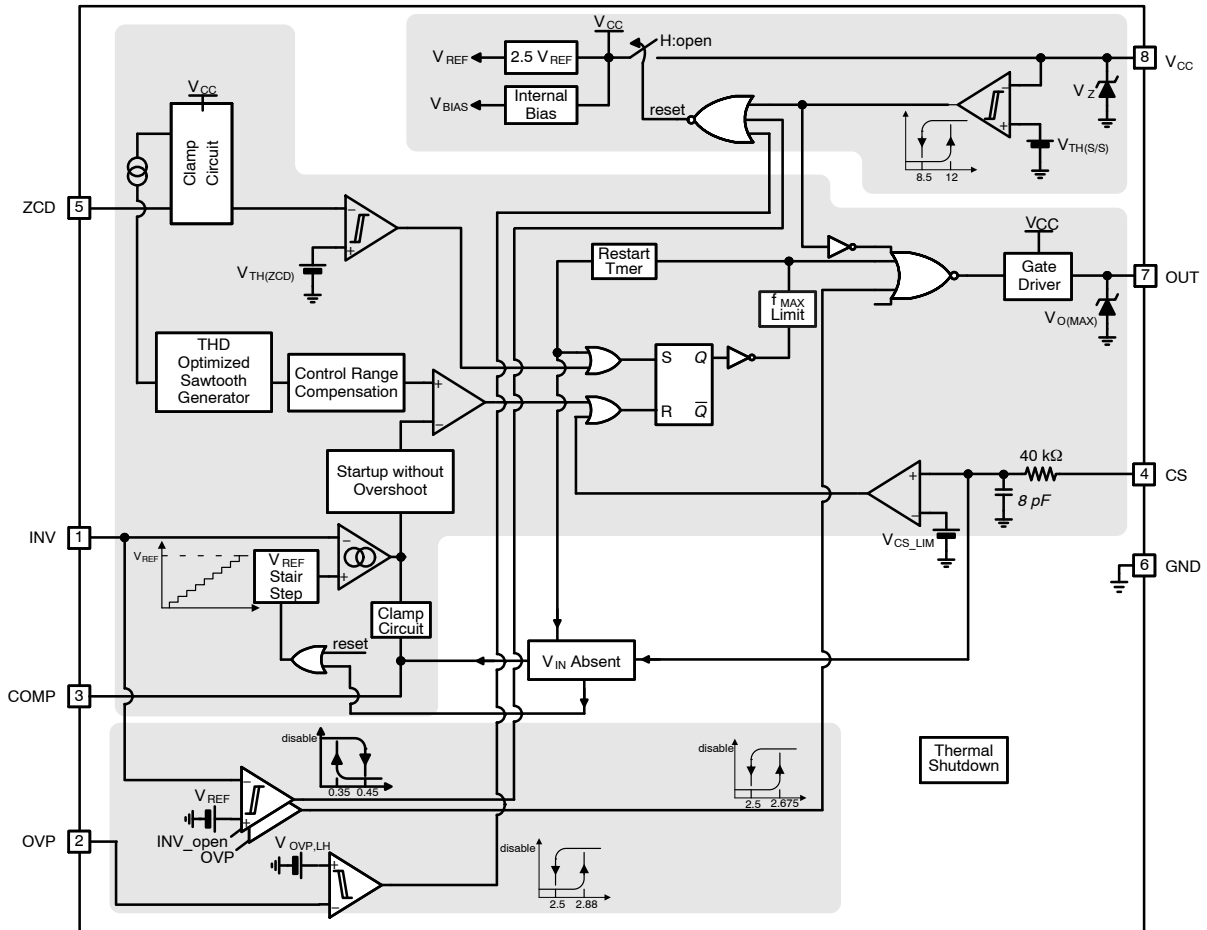 VCC
H:open
VREF
2.5 VREF
8
VCC
VCC
VBIAS
Internal
Bias
reset
VZ
Clamp
Circuit
VTH(S/S)
8.5 12
ZCD
5
Restart
Tmer
VCC
VTH(ZCD)
Gate
Driver
7
OUT
fMAX
Limit
VO(MAX)
THD
Optimized
Sawtooth
Generator
Control Range
Compensation
S Q
R Q
Startup without
Overshoot
40 kΩ
4
CS
8 pF
INV
1
VREF
VREF
Stair
Step
VCS_LIM
6
GND
Clamp
Circuit
reset
VIN Absent
COMP
3
disable
0.35 0.45
disable
2.5 2.675
Thermal
Shutdown
VREF
INV_open
OVP
OVP
2
VOVP,LH
disable
2.5 2.88
- + - + + - + - - + - + + -